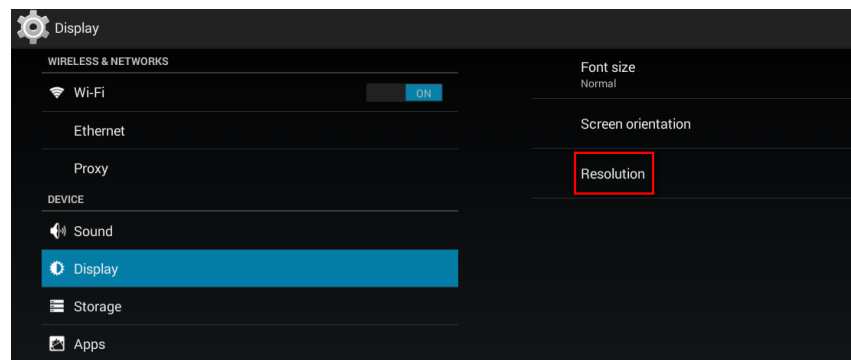 Display
WIRELESS & NETWORKS
Wi-Fi
ON
Ethernet
Proxy
DEVICE
Sound
Display
Storage
Apps
Font size
Normal
Screen orientation
Resolution